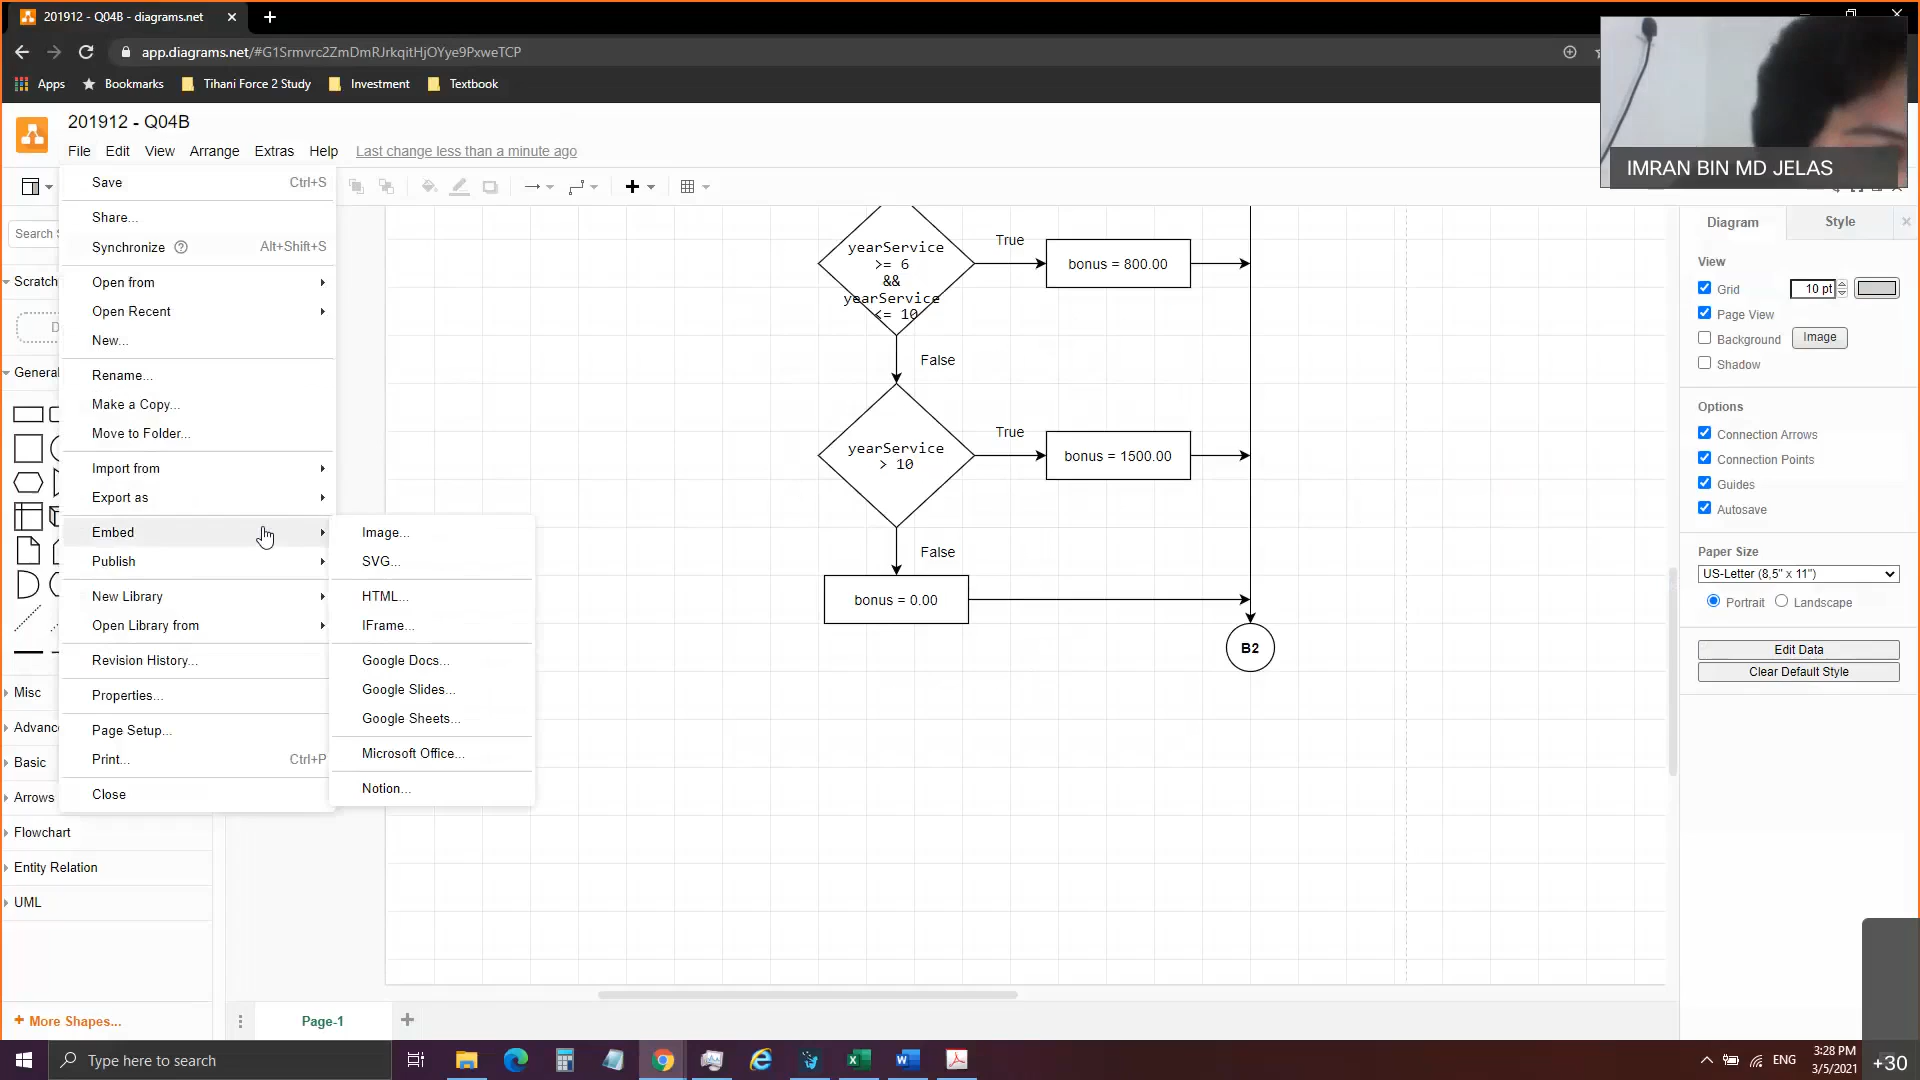 201912 - Q04B - diagrams.net
app.diagrams.net/#G1Srmvrc2ZmDmRJrkqitHjOYye9PxweTCP
Apps
Bookmarks
Tihani Force 2 Study
Investment
Textbook
IMRAN BIN MD JELAS
201912 - Q04B
File
Edit
View
Arrange
Extras
Help
Last change less than a minute ago
Save Ctrl+S
Share...
Synchronize Alt+Shift+S
Open from
Open Recent
New...
Rename...
Make a Copy...
Move to Folder...
Import from
Export as
Embed
Publish
New Library
Open Library from
Revision History...
Properties...
Page Setup...
Print... Ctrl+P
Close
Image...
SVG...
HTML...
IFrame...
Google Docs...
Google Slides...
Google Sheets...
Microsoft Office...
Notion...
Search
Scratch
General
Misc
Basic
Arrows
Flowchart
Entity Relation
UML
+ More Shapes...
yearService
>= 6
&&
yearService
<= 10
True
bonus = 800.00
False
yearService
> 10
True
bonus = 1500.00
False
bonus = 0.00
B2
Diagram
Style
View
Grid
10 pt
Page View
Background
Image
Shadow
Options
Connection Arrows
Connection Points
Guides
Autosave
Paper Size
US-Letter (8,5" x 11")
Portrait
Landscape
Edit Data
Clear Default Style
Page-1
Type here to search
ENG
3:28 PM
3/5/2021
+30